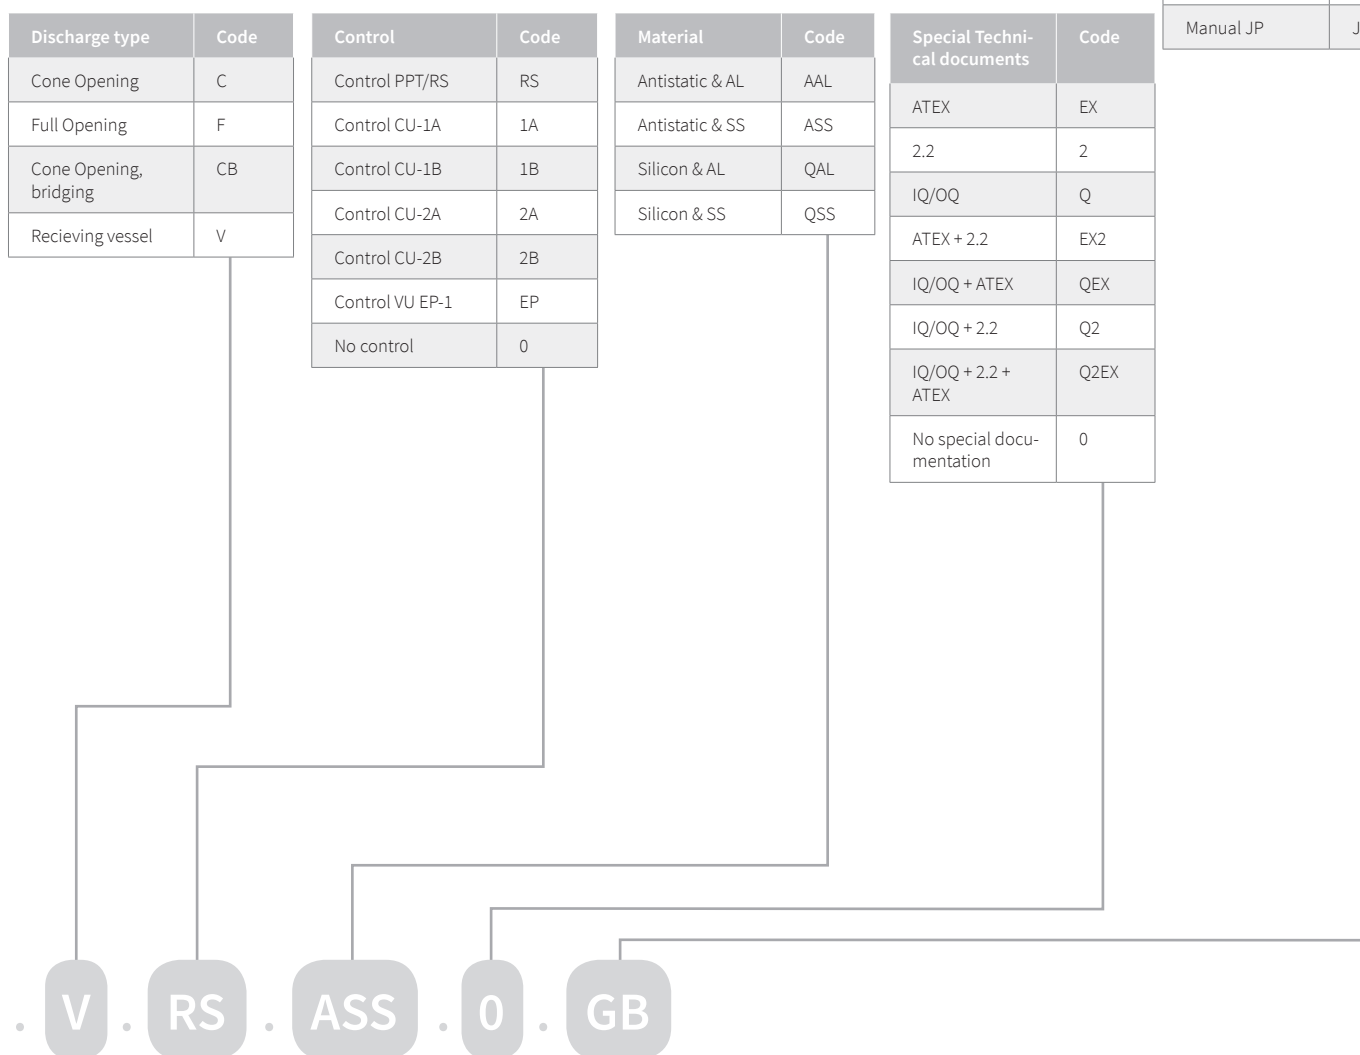 Discharge type Code
Cone Opening C
Full Opening F
Cone Opening, CB
bridging
Recieving vessel V
Control Code
Control PPT/RS RS
Control CU-1A 1A
Control CU-1B 1B
Control CU-2A 2A
Control CU-2B 2B
Control VU EP-1 EP
No control 0
Material Code
Antistatic & AL AAL
Antistatic & SS ASS
Silicon & AL QAL
Silicon & SS QSS
Special Techni- Code
cal documents
ATEX EX
2.2 2
IQ/OQ Q
ATEX + 2.2 EX2
IQ/OQ + ATEX QEX
IQ/OQ + 2.2 Q2
IQ/OQ + 2.2 + Q2EX
ATEX
No special docu- 0
mentation
Manual JP
. V . RS . ASS . 0 . GB